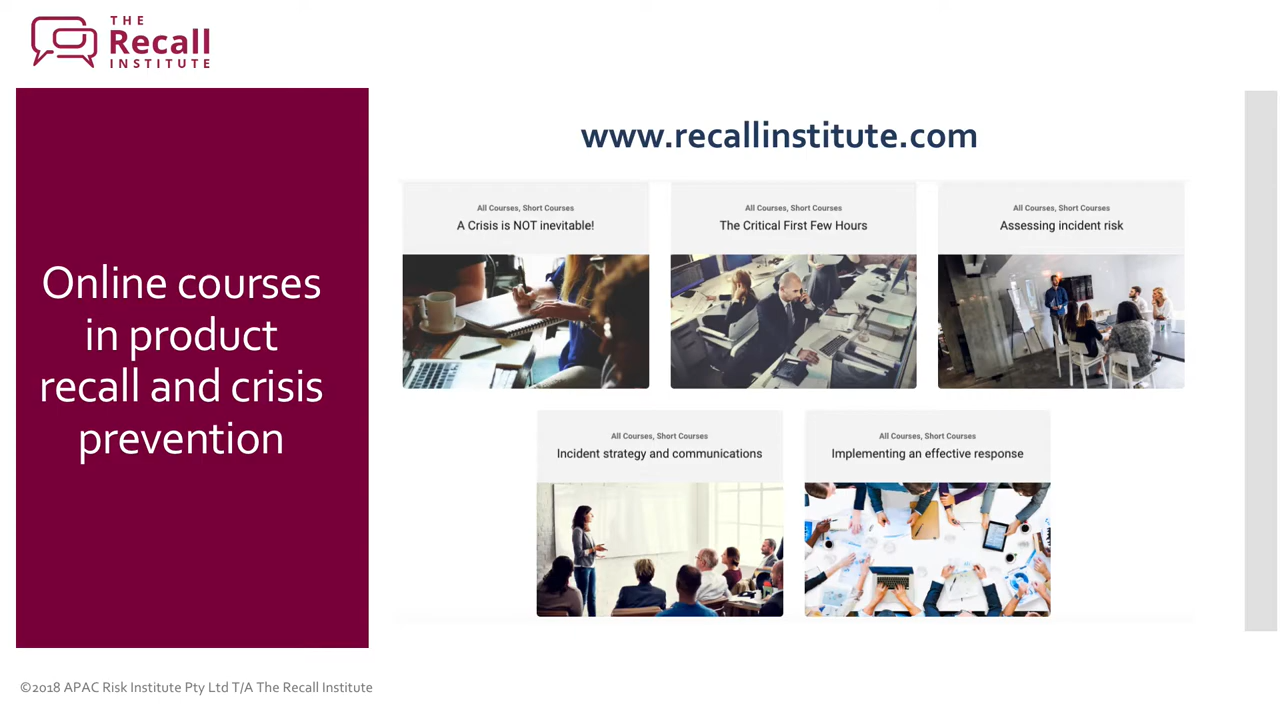 THE
Recall
INSTITUTE
Online courses
in product
recall and crisis
prevention
www.recallinstitute.com
All Courses, Short Courses
A Crisis is NOT inevitable!
All Courses, Short Courses
The Critical First Few Hours
All Courses, Short Courses
Assessing incident risk
All Courses, Short Courses
Incident strategy and communications
All Courses, Short Courses
Implementing an effective response
©2018 APAC Risk Institute Pty Ltd T/A The Recall Institute